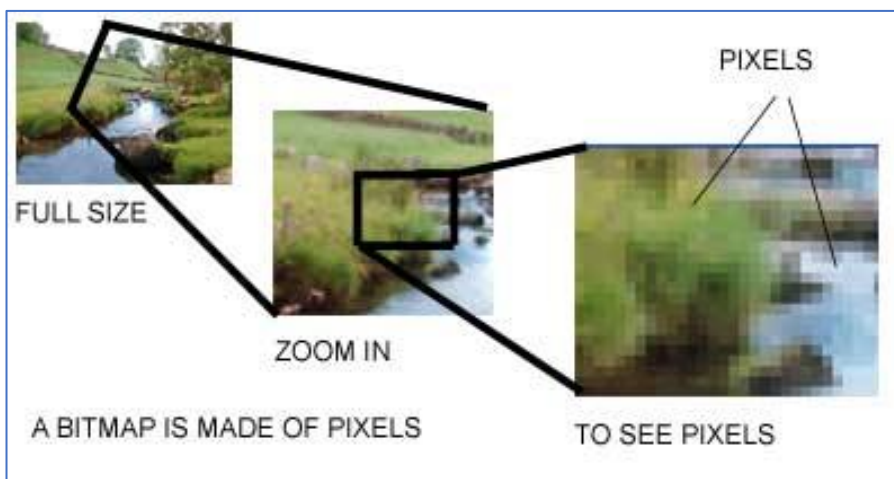 PIXELS
FULL SIZE
ZOOM IN
A BITMAP IS MADE OF PIXELS
TO SEE PIXELS